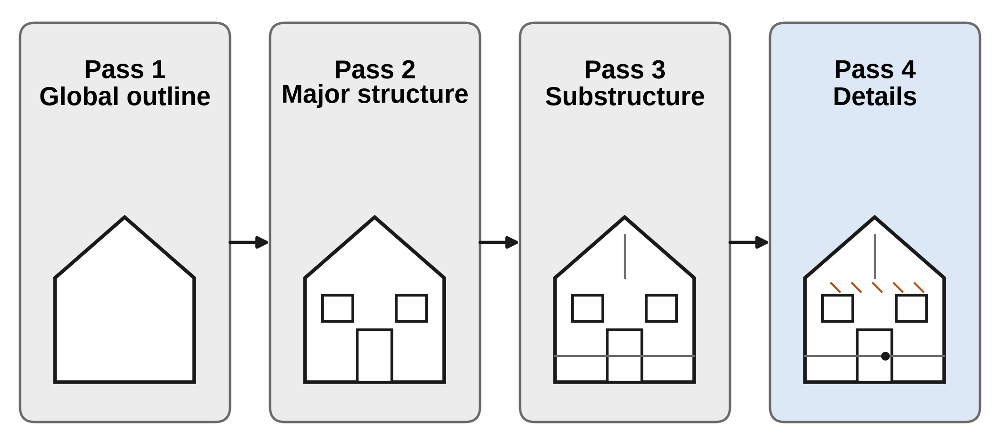 Pass 1
Global outline
Pass 2
Major structure
Pass 3
Substructure
Pass 4
Details